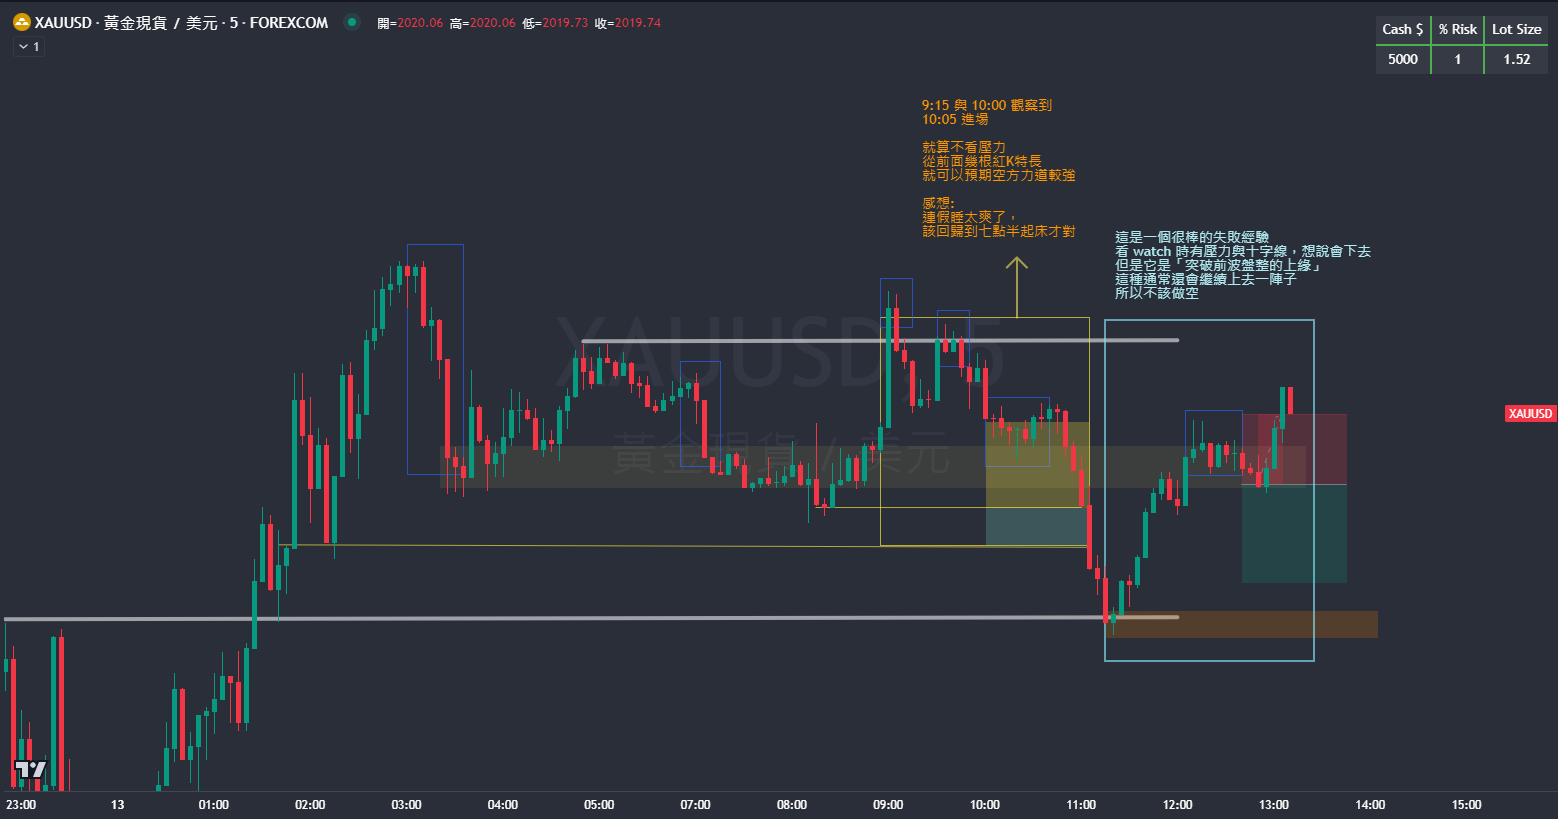 XAUUSD · 黃金現貨 / 美元 · 5 · FOREXCOM 開=2020.06 高=2020.06 低=2019.73 收=2019.74
1
Cash $ % Risk Lot Size
5000 1 1.52
9:15 與 10:00 觀察到
10:05 進場
就算不看壓力
從前面幾根紅K特長
就可以預期空方力道較強
感想:
連假睡太爽了，
該回歸到七點半起床才對
這是一個很棒的失敗經驗
看 watch 時有壓力與十字線，想說會下去
但是它是「突破前波盤整的上緣」
這種通常還會繼續上去一陣子
所以不該做空
XAUUSD, 5
黃金現貨 / 美元
XAUUSD
23:00 13 01:00 02:00 03:00 04:00 05:00 07:00 08:00 09:00 10:00 11:00 12:00 13:00 14:00 15:00